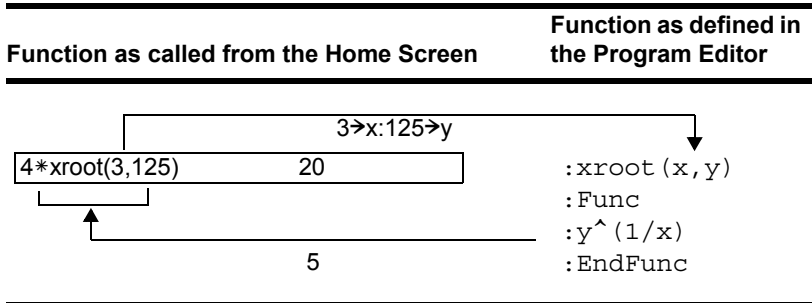 Function as called from the Home Screen
Function as defined in
the Program Editor
3→x:125→y
4*xroot(3,125) 20
5
:xroot(x,y)
:Func
:y^(1/x)
:EndFunc